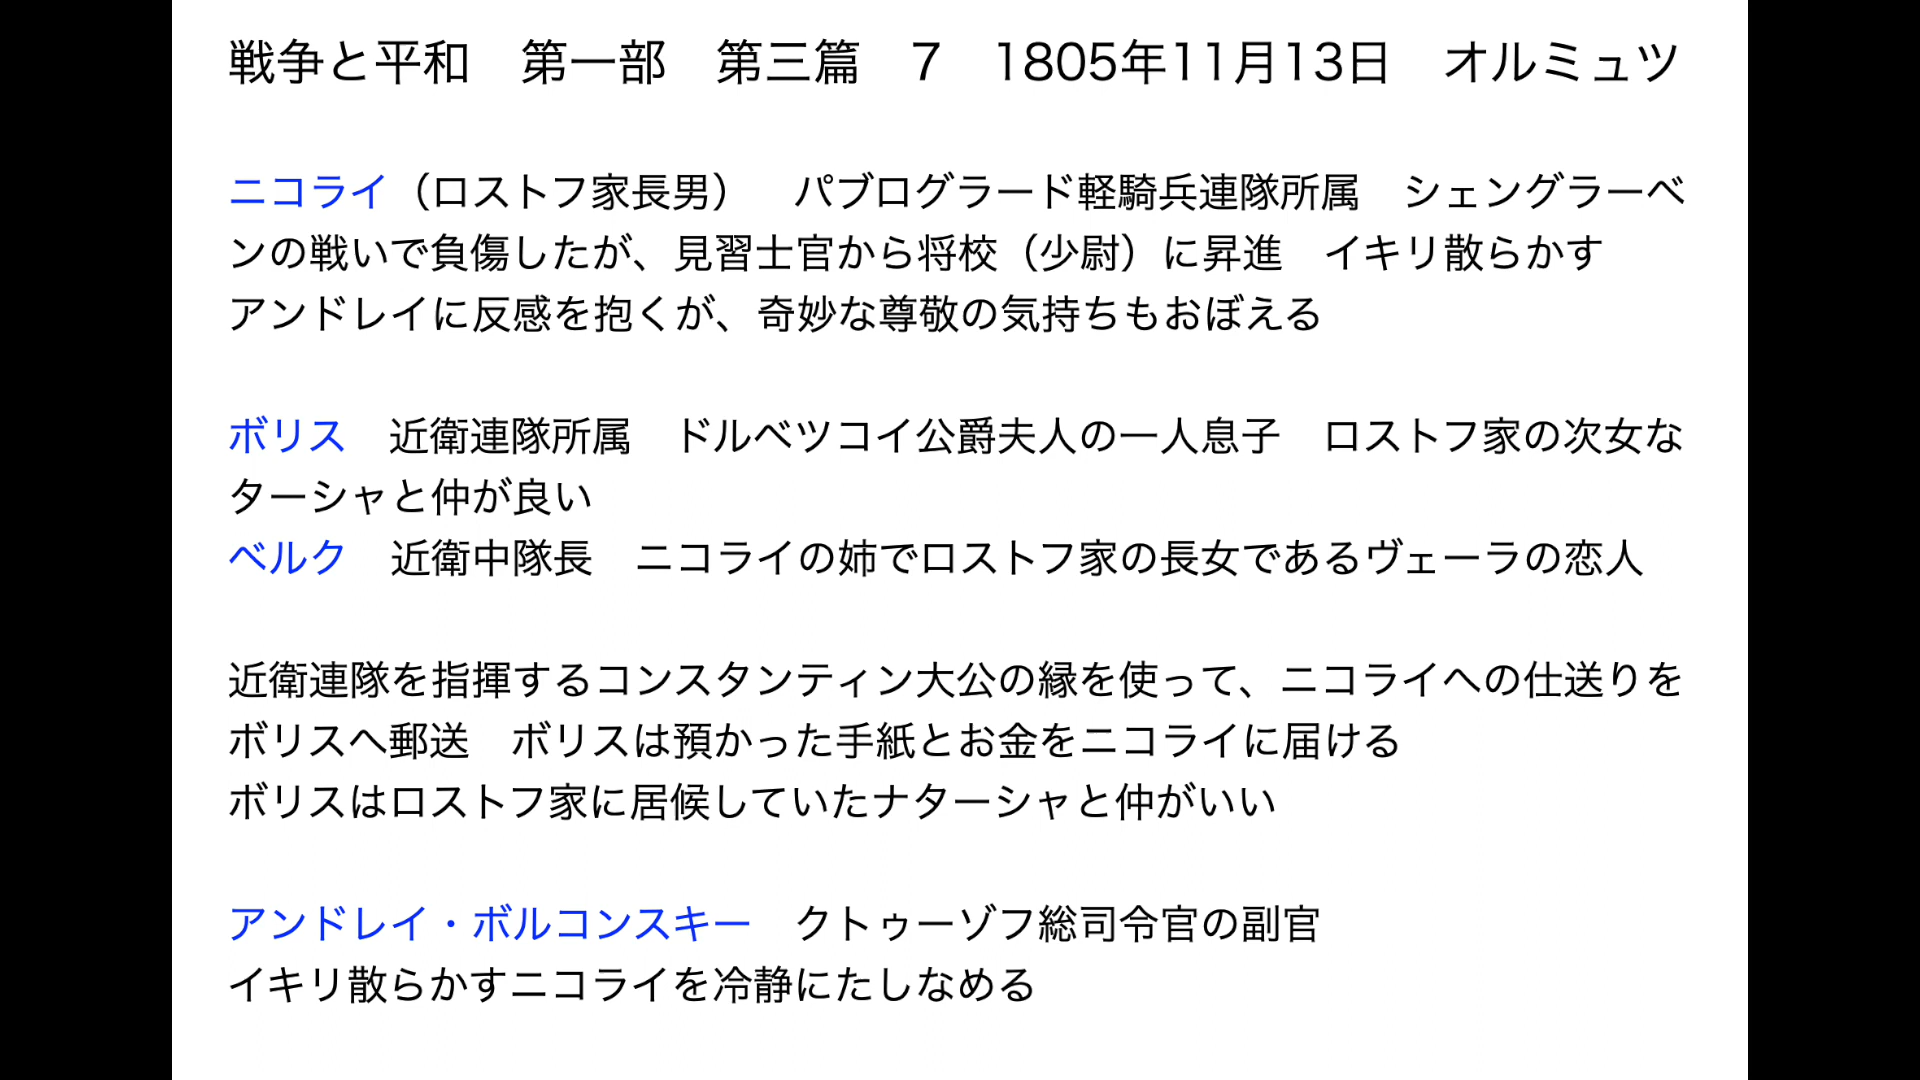 戦争と平和　第一部　第三篇　7　1805年11月13日　オルミュツ
ニコライ（ロストフ家長男）　パブログラード軽騎兵連隊所属　シェングラーベ
ンの戦いで負傷したが、見習士官から将校（少尉）に昇進　イキリ散らかす
アンドレイに反感を抱くが、奇妙な尊敬の気持ちもおぼえる
ボリス　近衛連隊所属　ドルベツコイ公爵夫人の一人息子　ロストフ家の次女な
ターシャと仲が良い
ベルク　近衛中隊長　ニコライの姉でロストフ家の長女であるヴェーラの恋人
近衛連隊を指揮するコンスタンティン大公の縁を使って、ニコライへの仕送りを
ボリスへ郵送　ボリスは預かった手紙とお金をニコライに届ける
ボリスはロストフ家に居候していたナターシャと仲がいい
アンドレイ・ボルコンスキー　クトゥーゾフ総司令官の副官
イキリ散らかすニコライを冷静にたしなめる